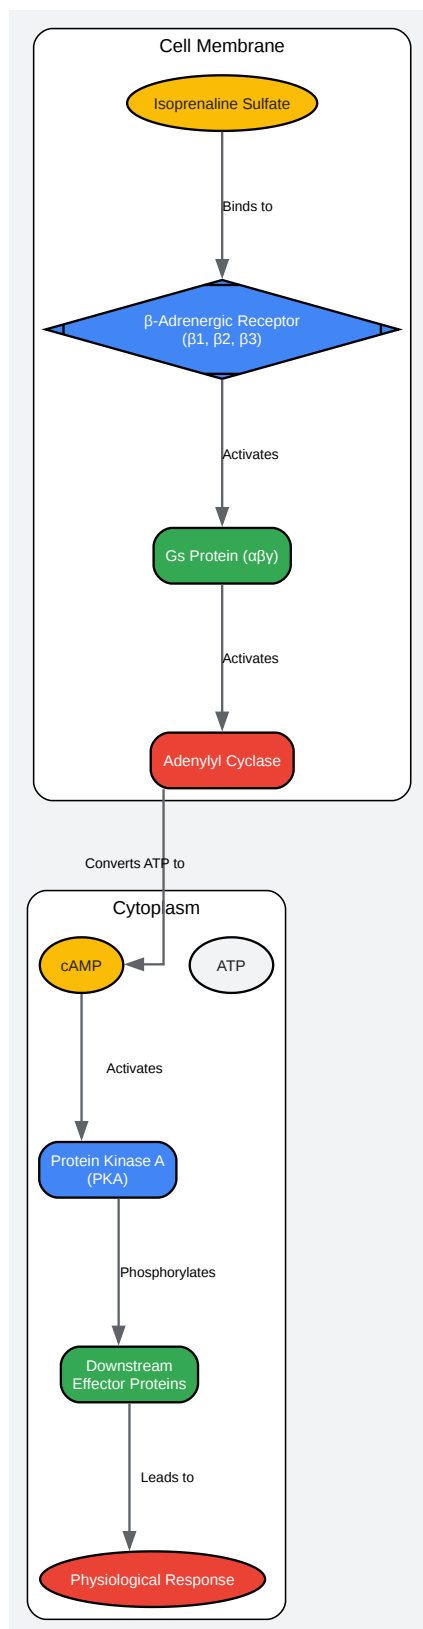 Cell Membrane
Isoprenaline Sulfate
Binds to
β-Adrenergic Receptor
(β1, β2, β3)
Activates
Gs Protein (αβγ)
Activates
Adenylyl Cyclase
Converts ATP to
Cytoplasm
cAMP
ATP
Activates
Protein Kinase A
(PKA)
Phosphorylates
Downstream
Effector Proteins
Leads to
Physiological Response